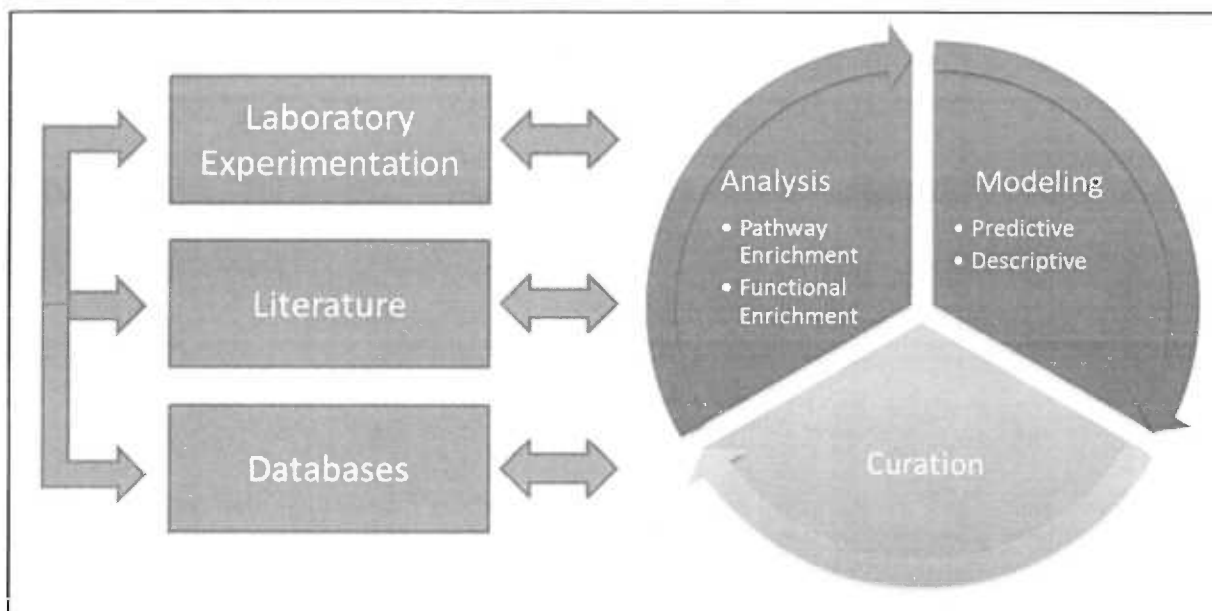 Laboratory
Experimentation
Literature
Databases
Analysis
• Pathway
Enrichment
• Functional
Enrichment
Modeling
• Predictive
• Descriptive
Curation